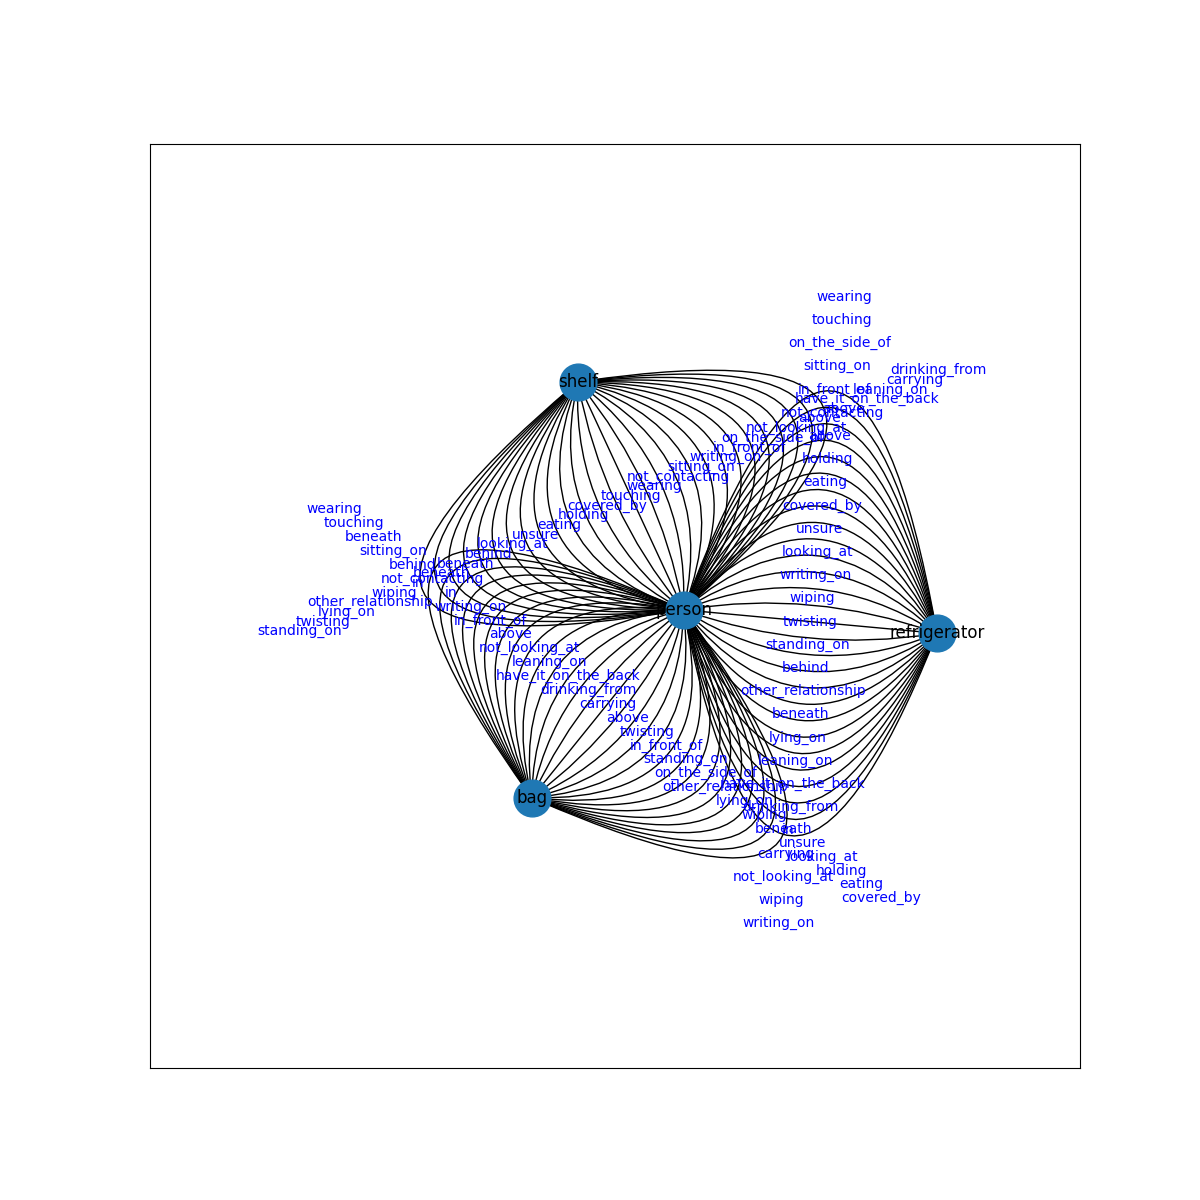 wearing
touching
on_the_side_of
sitting_on
drinking_from
carrying
shelf
in_front_of
leaning_on
have_it_on_the_back
above
not_contacting
above
not_looking_at
above
on_the_side_of
in_front_of
writing_on
holding
sitting_on
not_contacting
eating
wearing
touching
covered_by
covered_by
wearing
holding
touching
eating
unsure
beneath
unsure
looking_at
sitting_on
looking_at
behind
behind
beneath
beneath
writing_on
not_contacting
in
wiping
in
wiping
other_relationship
writing_on
lying_on
person
twisting
in_front_of
twisting
standing_on
above
refrigerator
not_looking_at
standing_on
leaning_on
behind
have_it_on_the_back
drinking_from
other_relationship
carrying
beneath
above
twisting
lying_on
in_front_of
standing_on
leaning_on
on_the_side_of
have_it_on_the_back
other_relationship
bag
lying_on
drinking_from
wiping
beneath
in
unsure
carrying
looking_at
holding
not_looking_at
eating
wiping
covered_by
writing_on